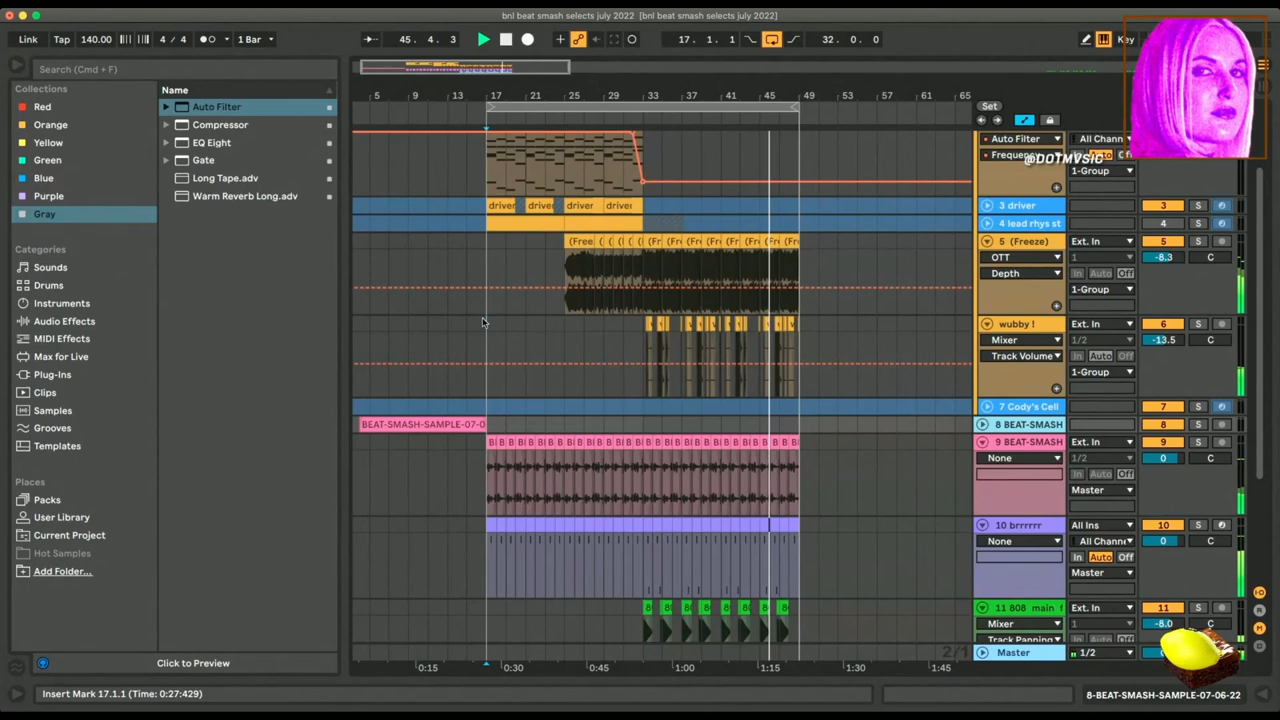 bnl beat smash selects july 2022 [bnl beat smash selects july 2022]
Link Tap 140.00 4 / 4 1 Bar 45. 4. 3 17. 1. 1 32. 0. 0 Key
Search (Cmd + F)
Collections
Red
Orange
Yellow
Green
Blue
Purple
Gray
Categories
Sounds
Drums
Instruments
Audio Effects
MIDI Effects
Max for Live
Plug-Ins
Clips
Samples
Grooves
Templates
Places
Packs
User Library
Current Project
Hot Samples
Add Folder...
Name
Auto Filter
Compressor
EQ Eight
Gate
Long Tape.adv
Warm Reverb Long.adv
Click to Preview
5 9 13 17 21 25 29 33 37 41 45 49 53 57 61 65
Set
Auto Filter All Chann
@DOTMVSIC
1-Group
driver driver driver driver
3 driver 3 S
4 lead rhys st 4 S
5 (Freeze) Ext. In 5 S
OTT 1 -8.3 C
Depth In Auto Off
1-Group
wubby ! Ext. In 6 S
Mixer 1/2 -13.5 C
Track Volume In Auto Off
1-Group
7 Cody's Cell 7 S
BEAT-SMASH-SAMPLE-07-0
8 BEAT-SMASH 8 S
9 BEAT-SMASH Ext. In 9 S
None 1/2 0 C
In Auto Off
Master
10 brrrrrr All Ins 10 S
None All Channe 0 C
In Auto Off
Master
11 808 main f Ext. In 11 S
Mixer 1 -8.0 C
Track Panning
2/1 Master 1/2
0:15 0:30 0:45 1:00 1:15 1:30 1:45
Insert Mark 17.1.1 (Time: 0:27:429)
8-BEAT-SMASH-SAMPLE-07-06-22